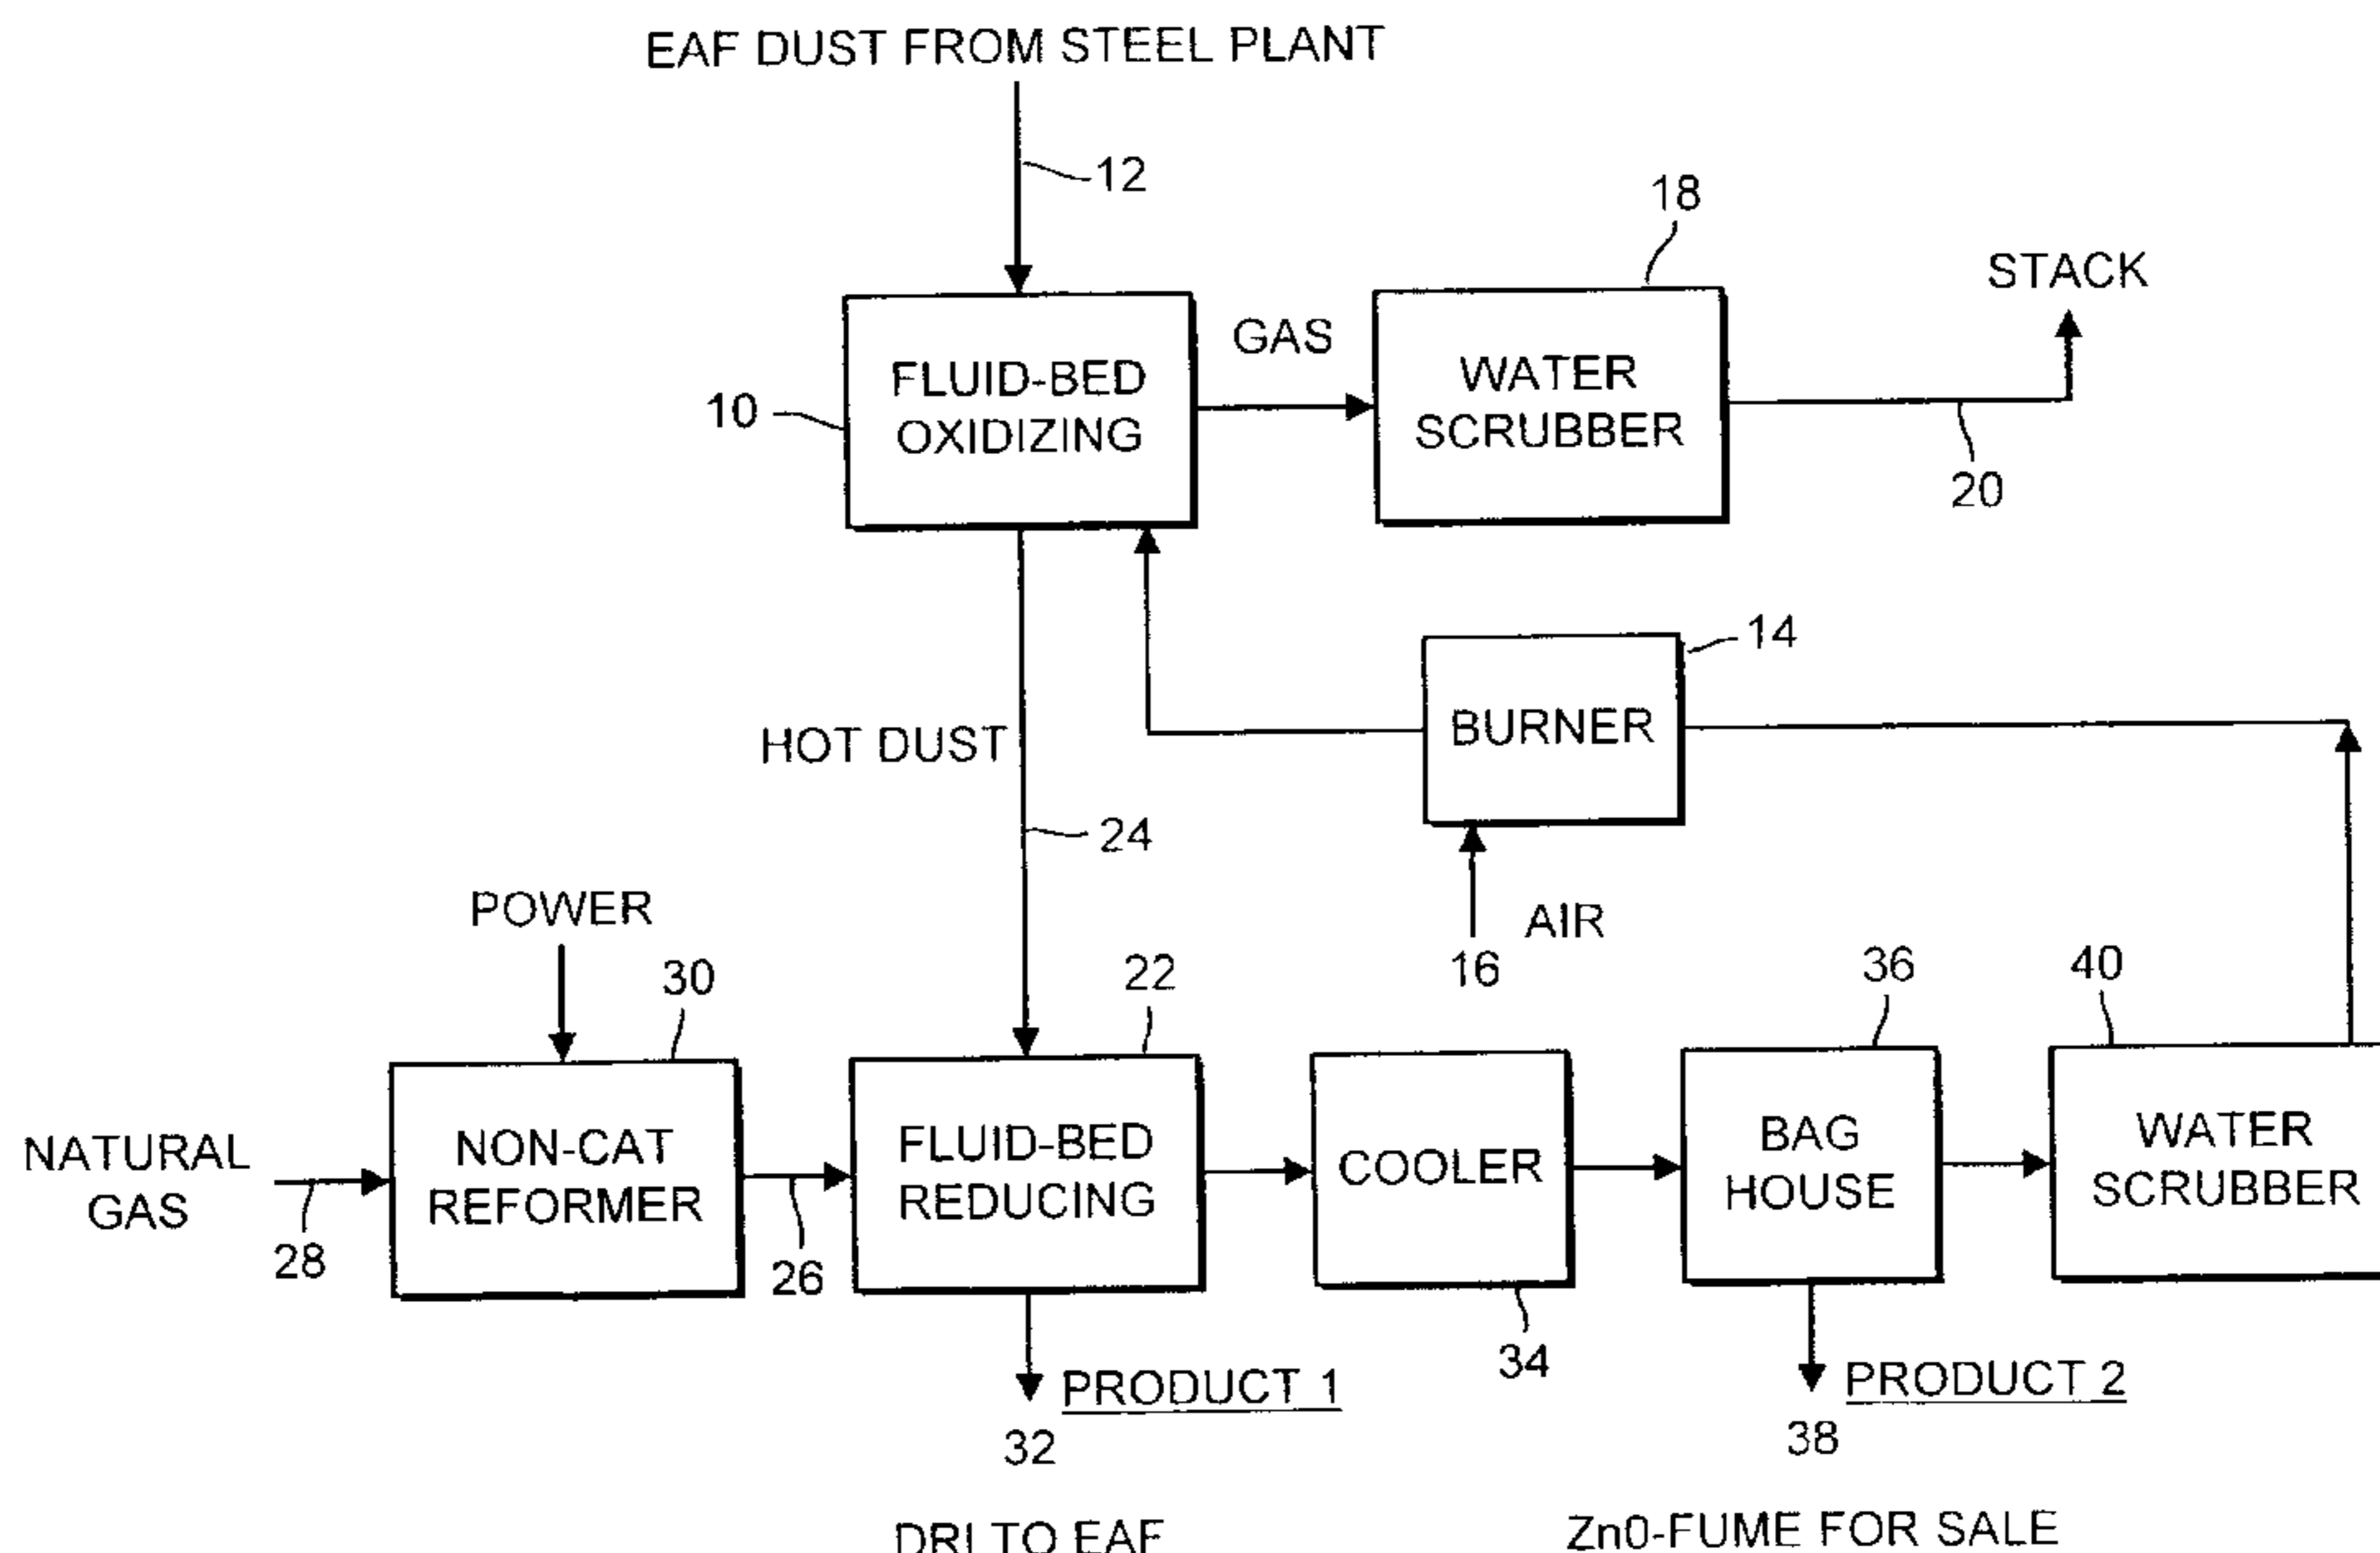 EAF DUST FROM STEEL PLANT
12
18
STACK
GAS
FLUID-BED
OXIDIZING
10
WATER
SCRUBBER
20
14
BURNER
HOT DUST
24
POWER
AIR
16
30
22
36
40
NATURAL
GAS
28
NON-CAT
REFORMER
26
FLUID-BED
REDUCING
COOLER
34
BAG
HOUSE
WATER
SCRUBBER
PRODUCT 1
32
PRODUCT 2
38
DRI TO EAF
Zn0-FUME FOR SALE